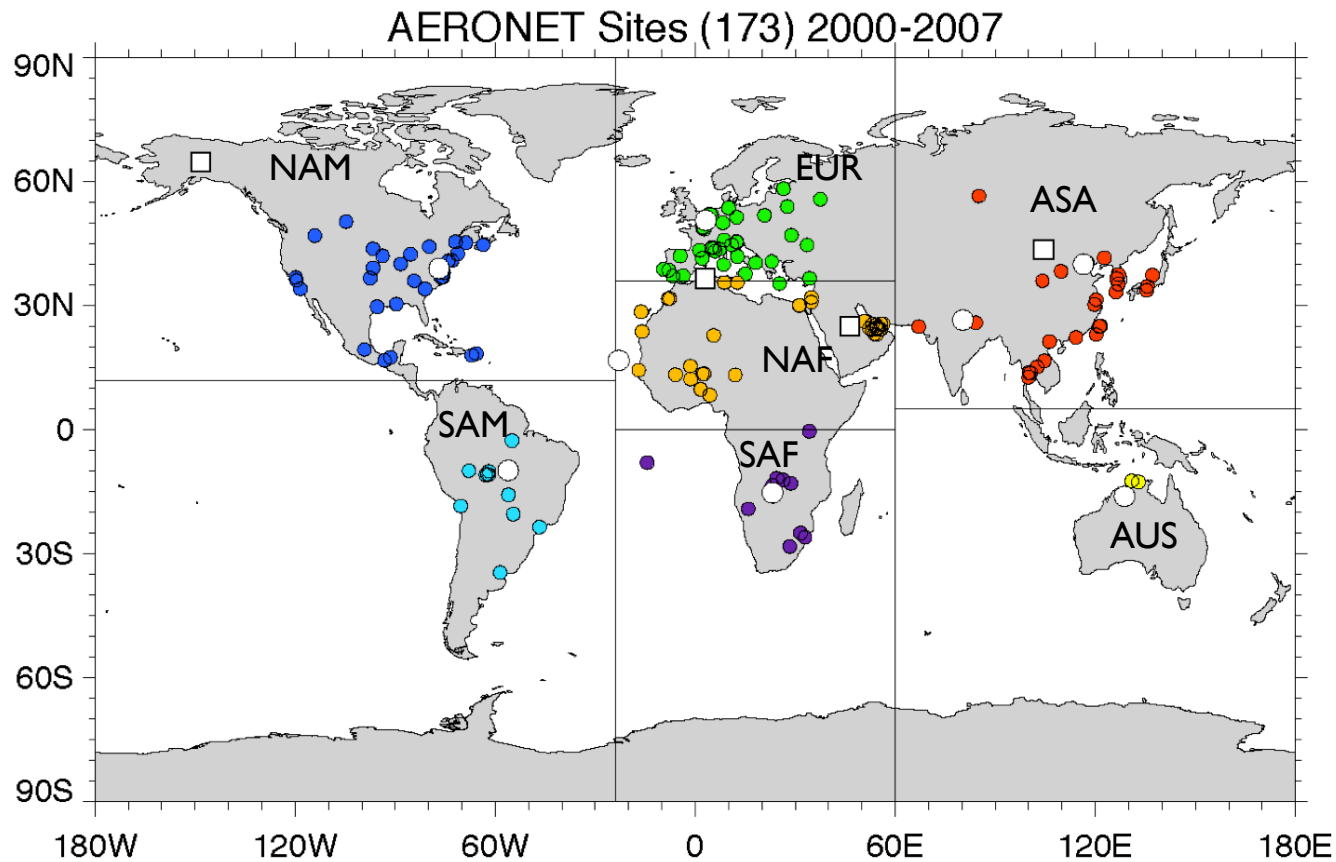 AERONET Sites (173) 2000-2007
90N
60N
30N
0
30S
60S
90S
NAM
EUR
ASA
NAF
SAM
SAF
AUS
180W
120W
60W
0
60E
120E
180E